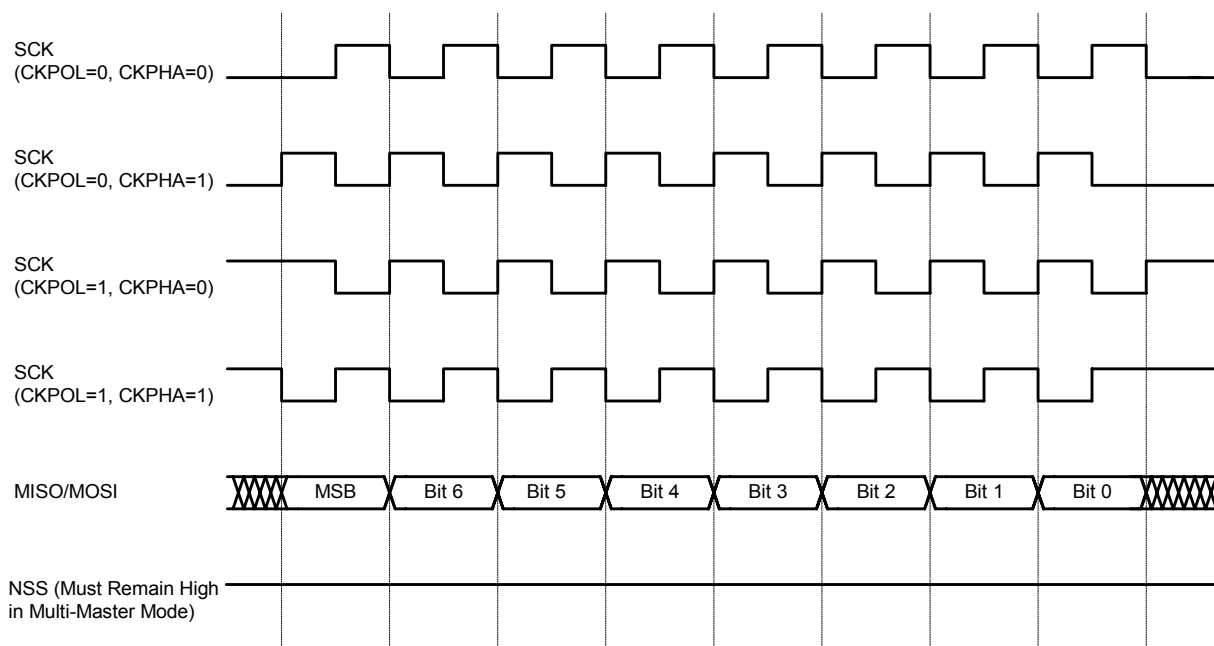 SCK
(CKPOL=0, CKPHA=0)
SCK
(CKPOL=0, CKPHA=1)
SCK
(CKPOL=1, CKPHA=0)
SCK
(CKPOL=1, CKPHA=1)
MISO/MOSI
MSB Bit 6 Bit 5 Bit 4 Bit 3 Bit 2 Bit 1 Bit 0
NSS (Must Remain High
in Multi-Master Mode)